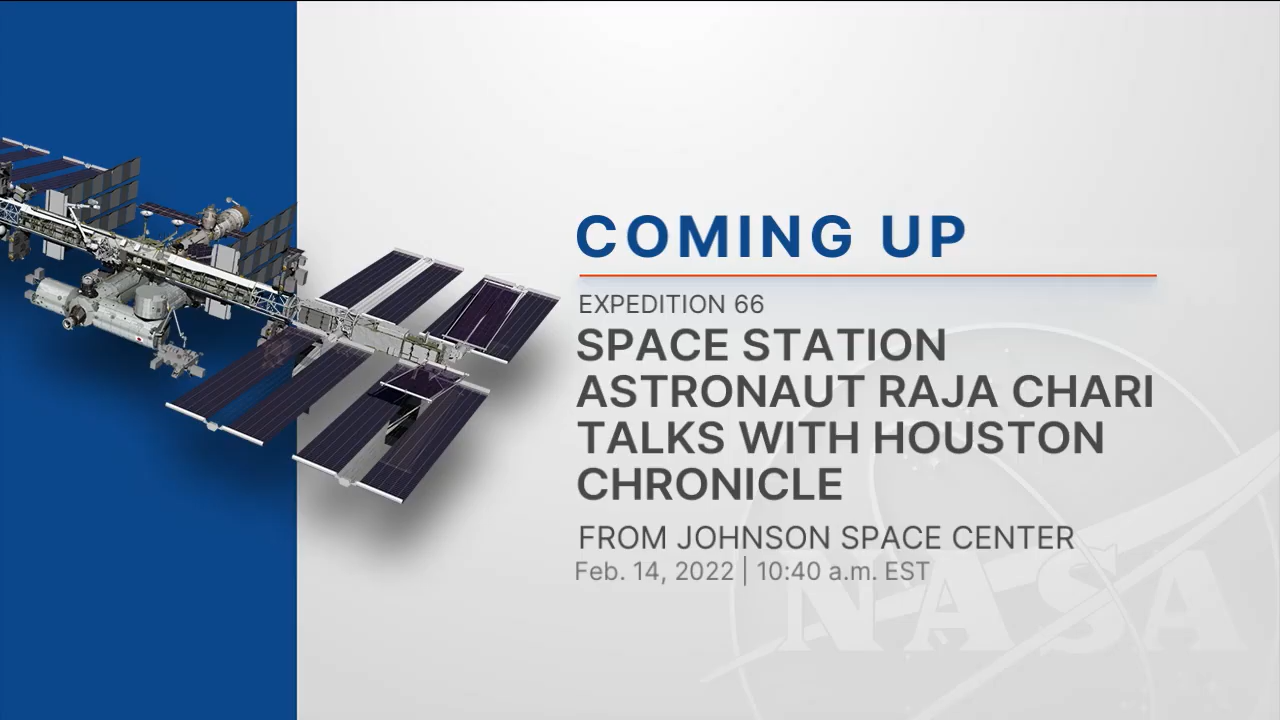 COMING UP
EXPEDITION 66
SPACE STATION
ASTRONAUT RAJA CHARI
TALKS WITH HOUSTON
CHRONICLE
FROM JOHNSON SPACE CENTER
Feb. 14, 2022 | 10:40 a.m. EST
NASA